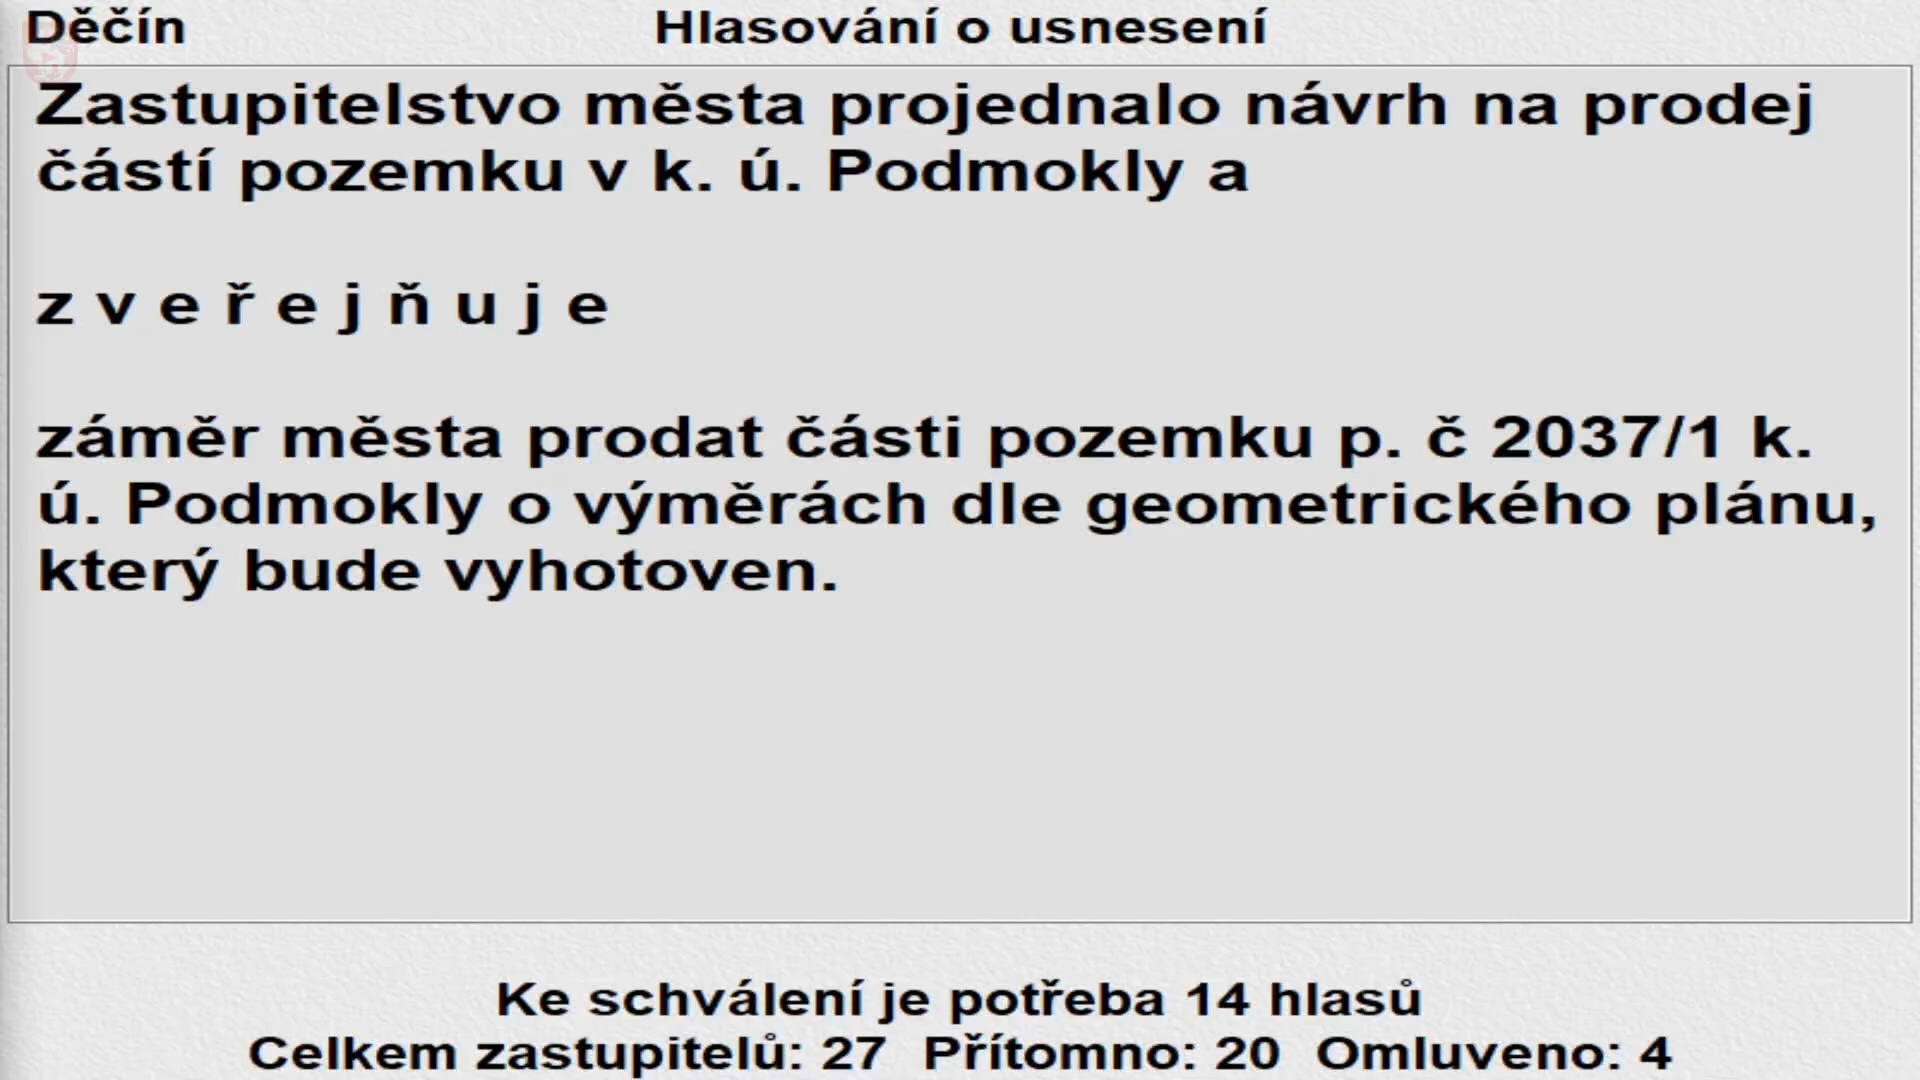 Děčín
Hlasování o usnesení
Zastupitelstvo města projednalo návrh na prodej
částí pozemku v k. ú. Podmokly a
z v e ř e j ň u j e
záměr města prodat části pozemku p. č 2037/1 k.
ú. Podmokly o výměrách dle geometrického plánu,
který bude vyhotoven.
Ke schválení je potřeba 14 hlasů
Celkem zastupitelů: 27 Přítomno: 20 Omluveno: 4